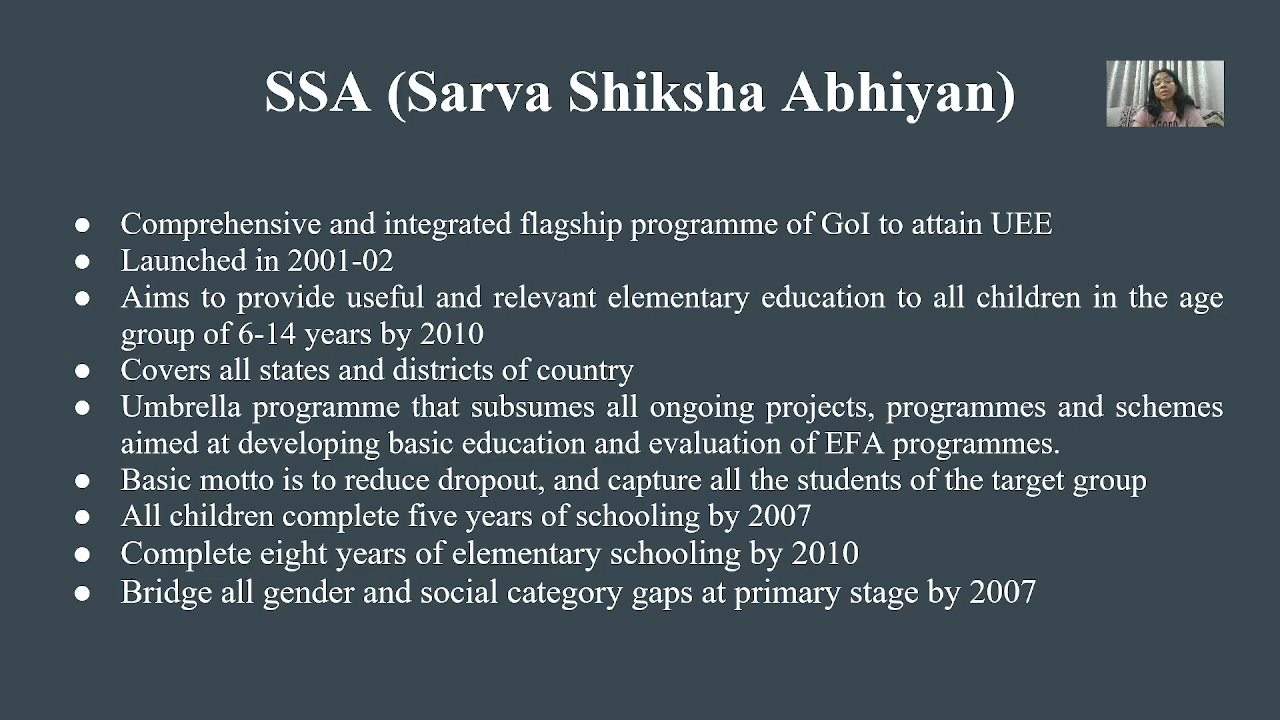 SSA (Sarva Shiksha Abhiyan)
● Comprehensive and integrated flagship programme of GoI to attain UEE
● Launched in 2001-02
● Aims to provide useful and relevant elementary education to all children in the age
group of 6-14 years by 2010
● Covers all states and districts of country
● Umbrella programme that subsumes all ongoing projects, programmes and schemes
aimed at developing basic education and evaluation of EFA programmes.
● Basic motto is to reduce dropout, and capture all the students of the target group
● All children complete five years of schooling by 2007
● Complete eight years of elementary schooling by 2010
● Bridge all gender and social category gaps at primary stage by 2007